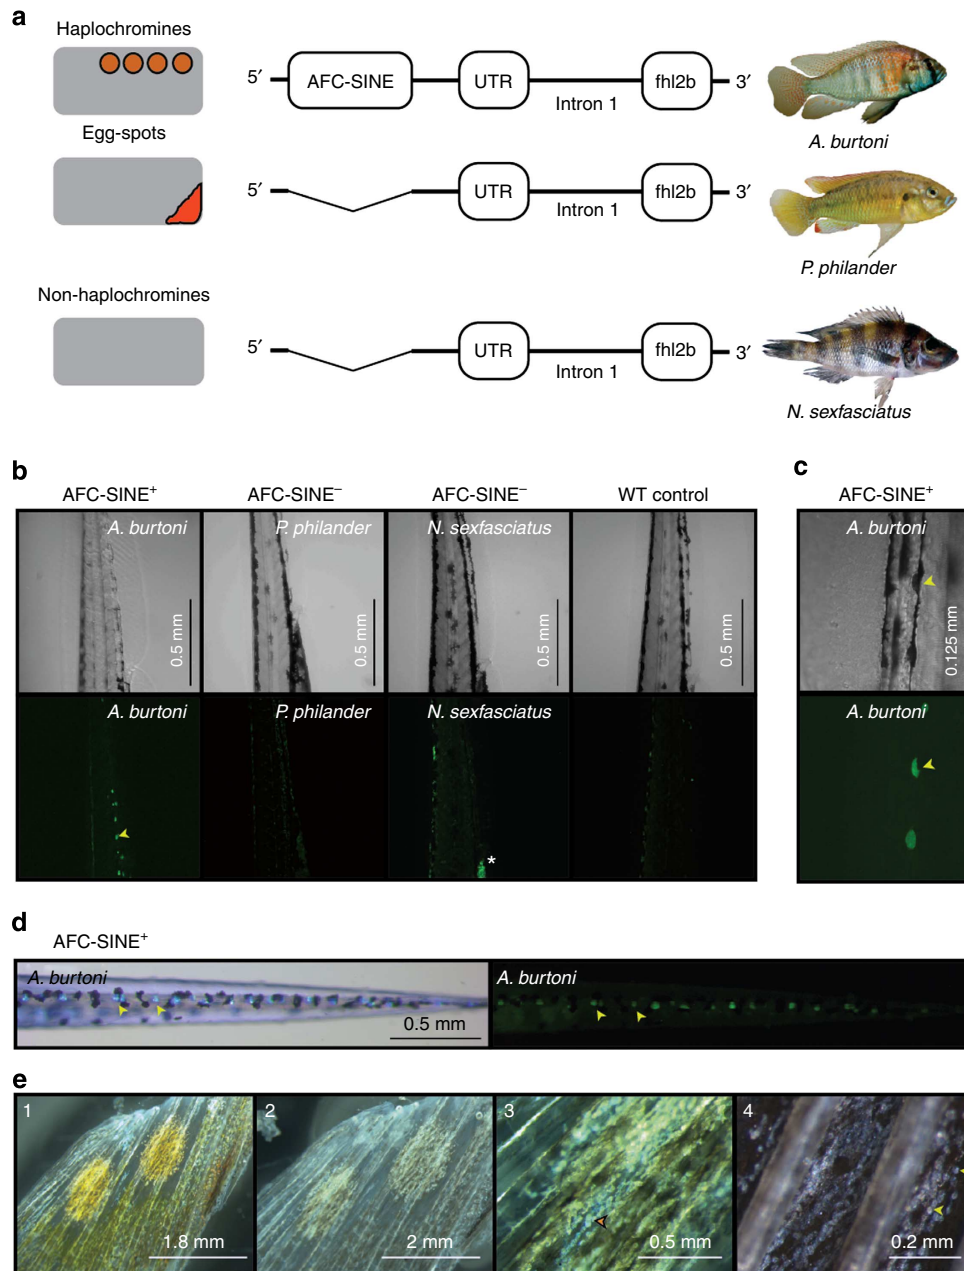 a
Haplochromines
5′ AFC-SINE UTR Intron 1 fhl2b 3′
A. burtoni
Egg-spots
5′ UTR Intron 1 fhl2b 3′
P. philander
Non-haplochromines
5′ UTR Intron 1 fhl2b 3′
N. sexfasciatus
b
AFC-SINE+ AFC-SINE− AFC-SINE− WT control
A. burtoni P. philander N. sexfasciatus
0.5 mm 0.5 mm 0.5 mm 0.5 mm
A. burtoni P. philander N. sexfasciatus
*
c
AFC-SINE+
A. burtoni
0.125 mm
A. burtoni
d
AFC-SINE+
A. burtoni
0.5 mm
A. burtoni
e
1 2 3 4
1.8 mm 2 mm 0.5 mm 0.2 mm